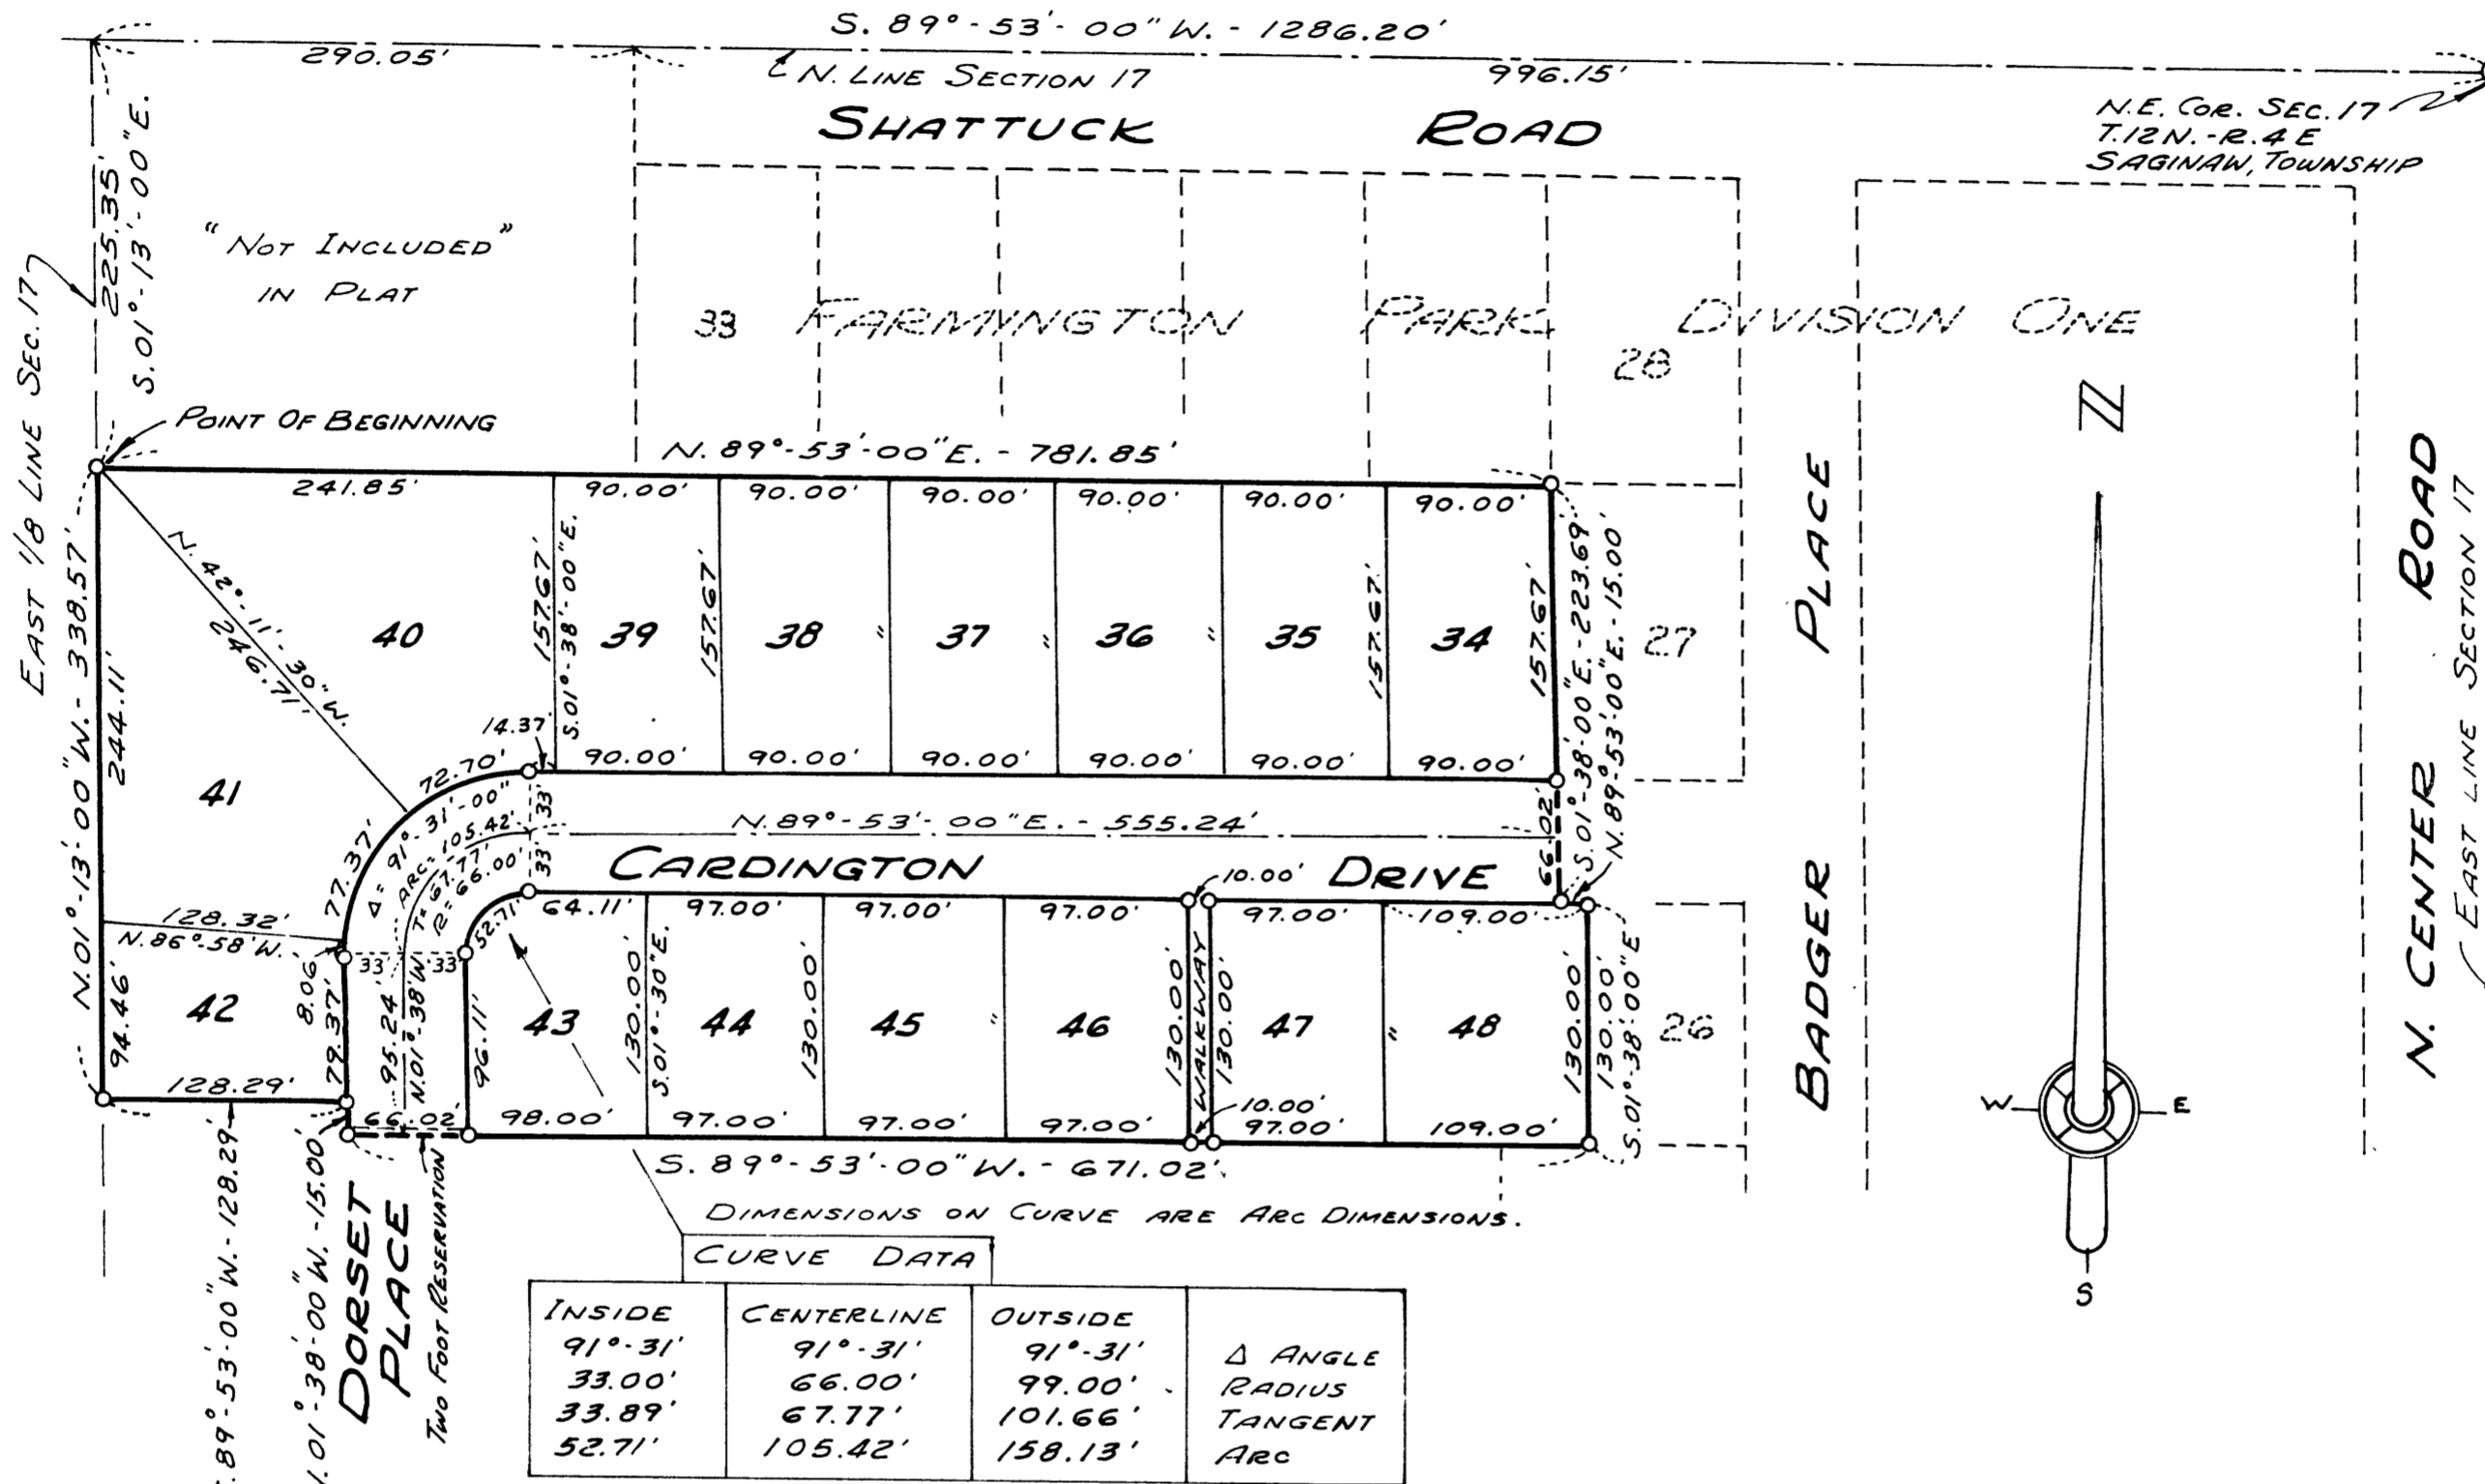 S. 89°-53'-00" W. - 1286.20'
290.05'
N. LINE SECTION 17
996.15'
SHATTUCK ROAD
N.E. COR. SEC. 17
T.12N.-R.4E
SAGINAW, TOWNSHIP
225.35'
S.01°-13'-00"E.
"NOT INCLUDED"
IN PLAT
EAST 1/8 LINE SEC. 17
33
FARMINGTON PARK DIVISION ONE
28
POINT OF BEGINNING
N. 89°-53'-00"E. - 781.85'
241.85'
90.00'
90.00'
90.00'
90.00'
90.00'
90.00'
N.01°-13'-00"W.- 338.57'
244.11'
N.42°-11'-30"W.
246.71'
40
157.67'
S.01°-38'-00"E.
39
157.67'
38
"
37
"
36
"
35
157.67'
34
157.67'
S.01°-38'-00"E.-223.69'
N.89°-53'-00"E.-15.00'
27
BADGER PLACE
N
N. CENTER ROAD
EAST LINE SECTION 17
14.37'
90.00'
90.00'
90.00'
90.00'
90.00'
90.00'
41
72.70'
77.37'
Δ= 91°-31'-00"
ARC=105.42'
T=67.77'
R=66.00'
33'
33'
N.89°-53'-00"E. - 555.24'
66.02'
CARDINGTON DRIVE
52.71'
64.11'
97.00'
97.00'
97.00'
10.00'
97.00'
109.00'
128.32'
N.86°-58'W.
8.06'
33'
33'
94.46'
42
79.37'
95.24'
N.01°-38'W
96.11'
43
130.00'
S.01°-30"E.
44
130.00'
45
"
46
130.00'
WALKWAY
130.00'
47
"
48
130.00'
130.00'
S.01°-38'-00"E
26
W
E
S
128.29'
66.02'
98.00'
97.00'
97.00'
97.00'
10.00'
97.00'
109.00'
S. 89°-53'-00"W. - 671.02'
.89°-53'-00"W.-128.29'
.01°-38'-00"W.-15.00'
DORSET
PLACE
TWO FOOT RESERVATION
DIMENSIONS ON CURVE ARE ARC DIMENSIONS.
CURVE DATA
INSIDE CENTERLINE OUTSIDE
91°-31' 91°-31' 91°-31' Δ ANGLE
33.00' 66.00' 99.00' RADIUS
33.89' 67.77' 101.66' TANGENT
52.71' 105.42' 158.13' ARC